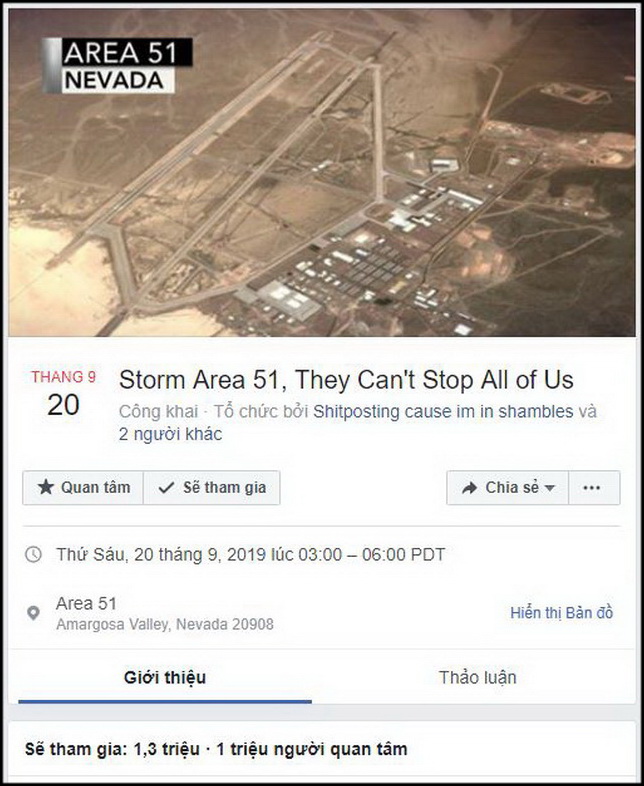 AREA 51
NEVADA
THANG 9
20
Storm Area 51, They Can't Stop All of Us
Công khai · Tổ chức bởi Shitposting cause im in shambles và
2 người khác
Quan tâm
Sẽ tham gia
Chia sẻ
Thứ Sáu, 20 tháng 9, 2019 lúc 03:00 – 06:00 PDT
Area 51
Amargosa Valley, Nevada 20908
Hiển thị Bản đồ
Giới thiệu
Thảo luận
Sẽ tham gia: 1,3 triệu · 1 triệu người quan tâm